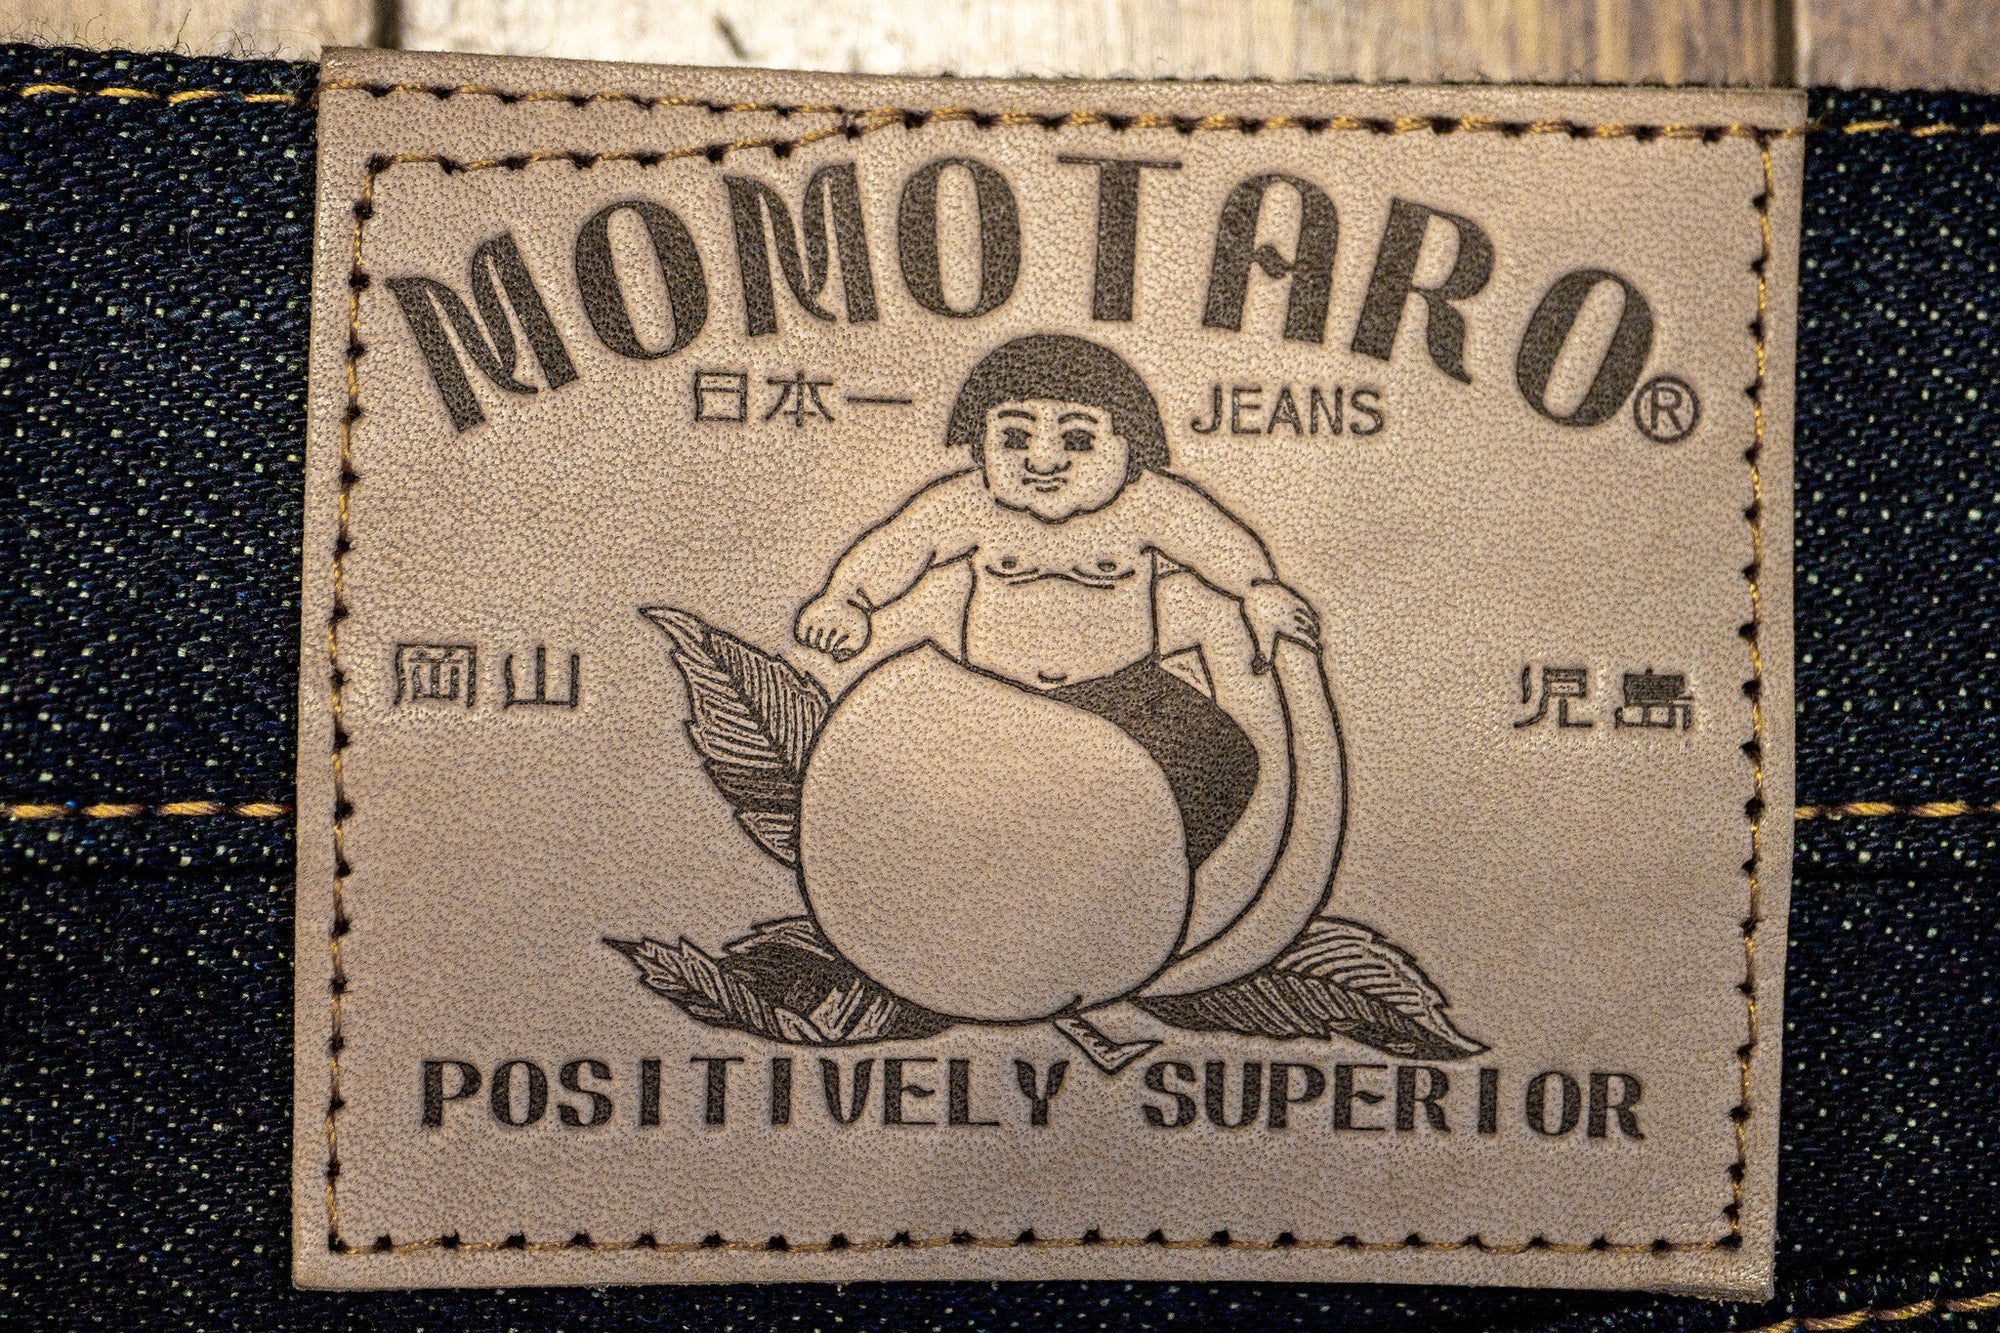 MOMOTARO®
日本一 JEANS
岡山 児島
POSITIVELY SUPERIOR